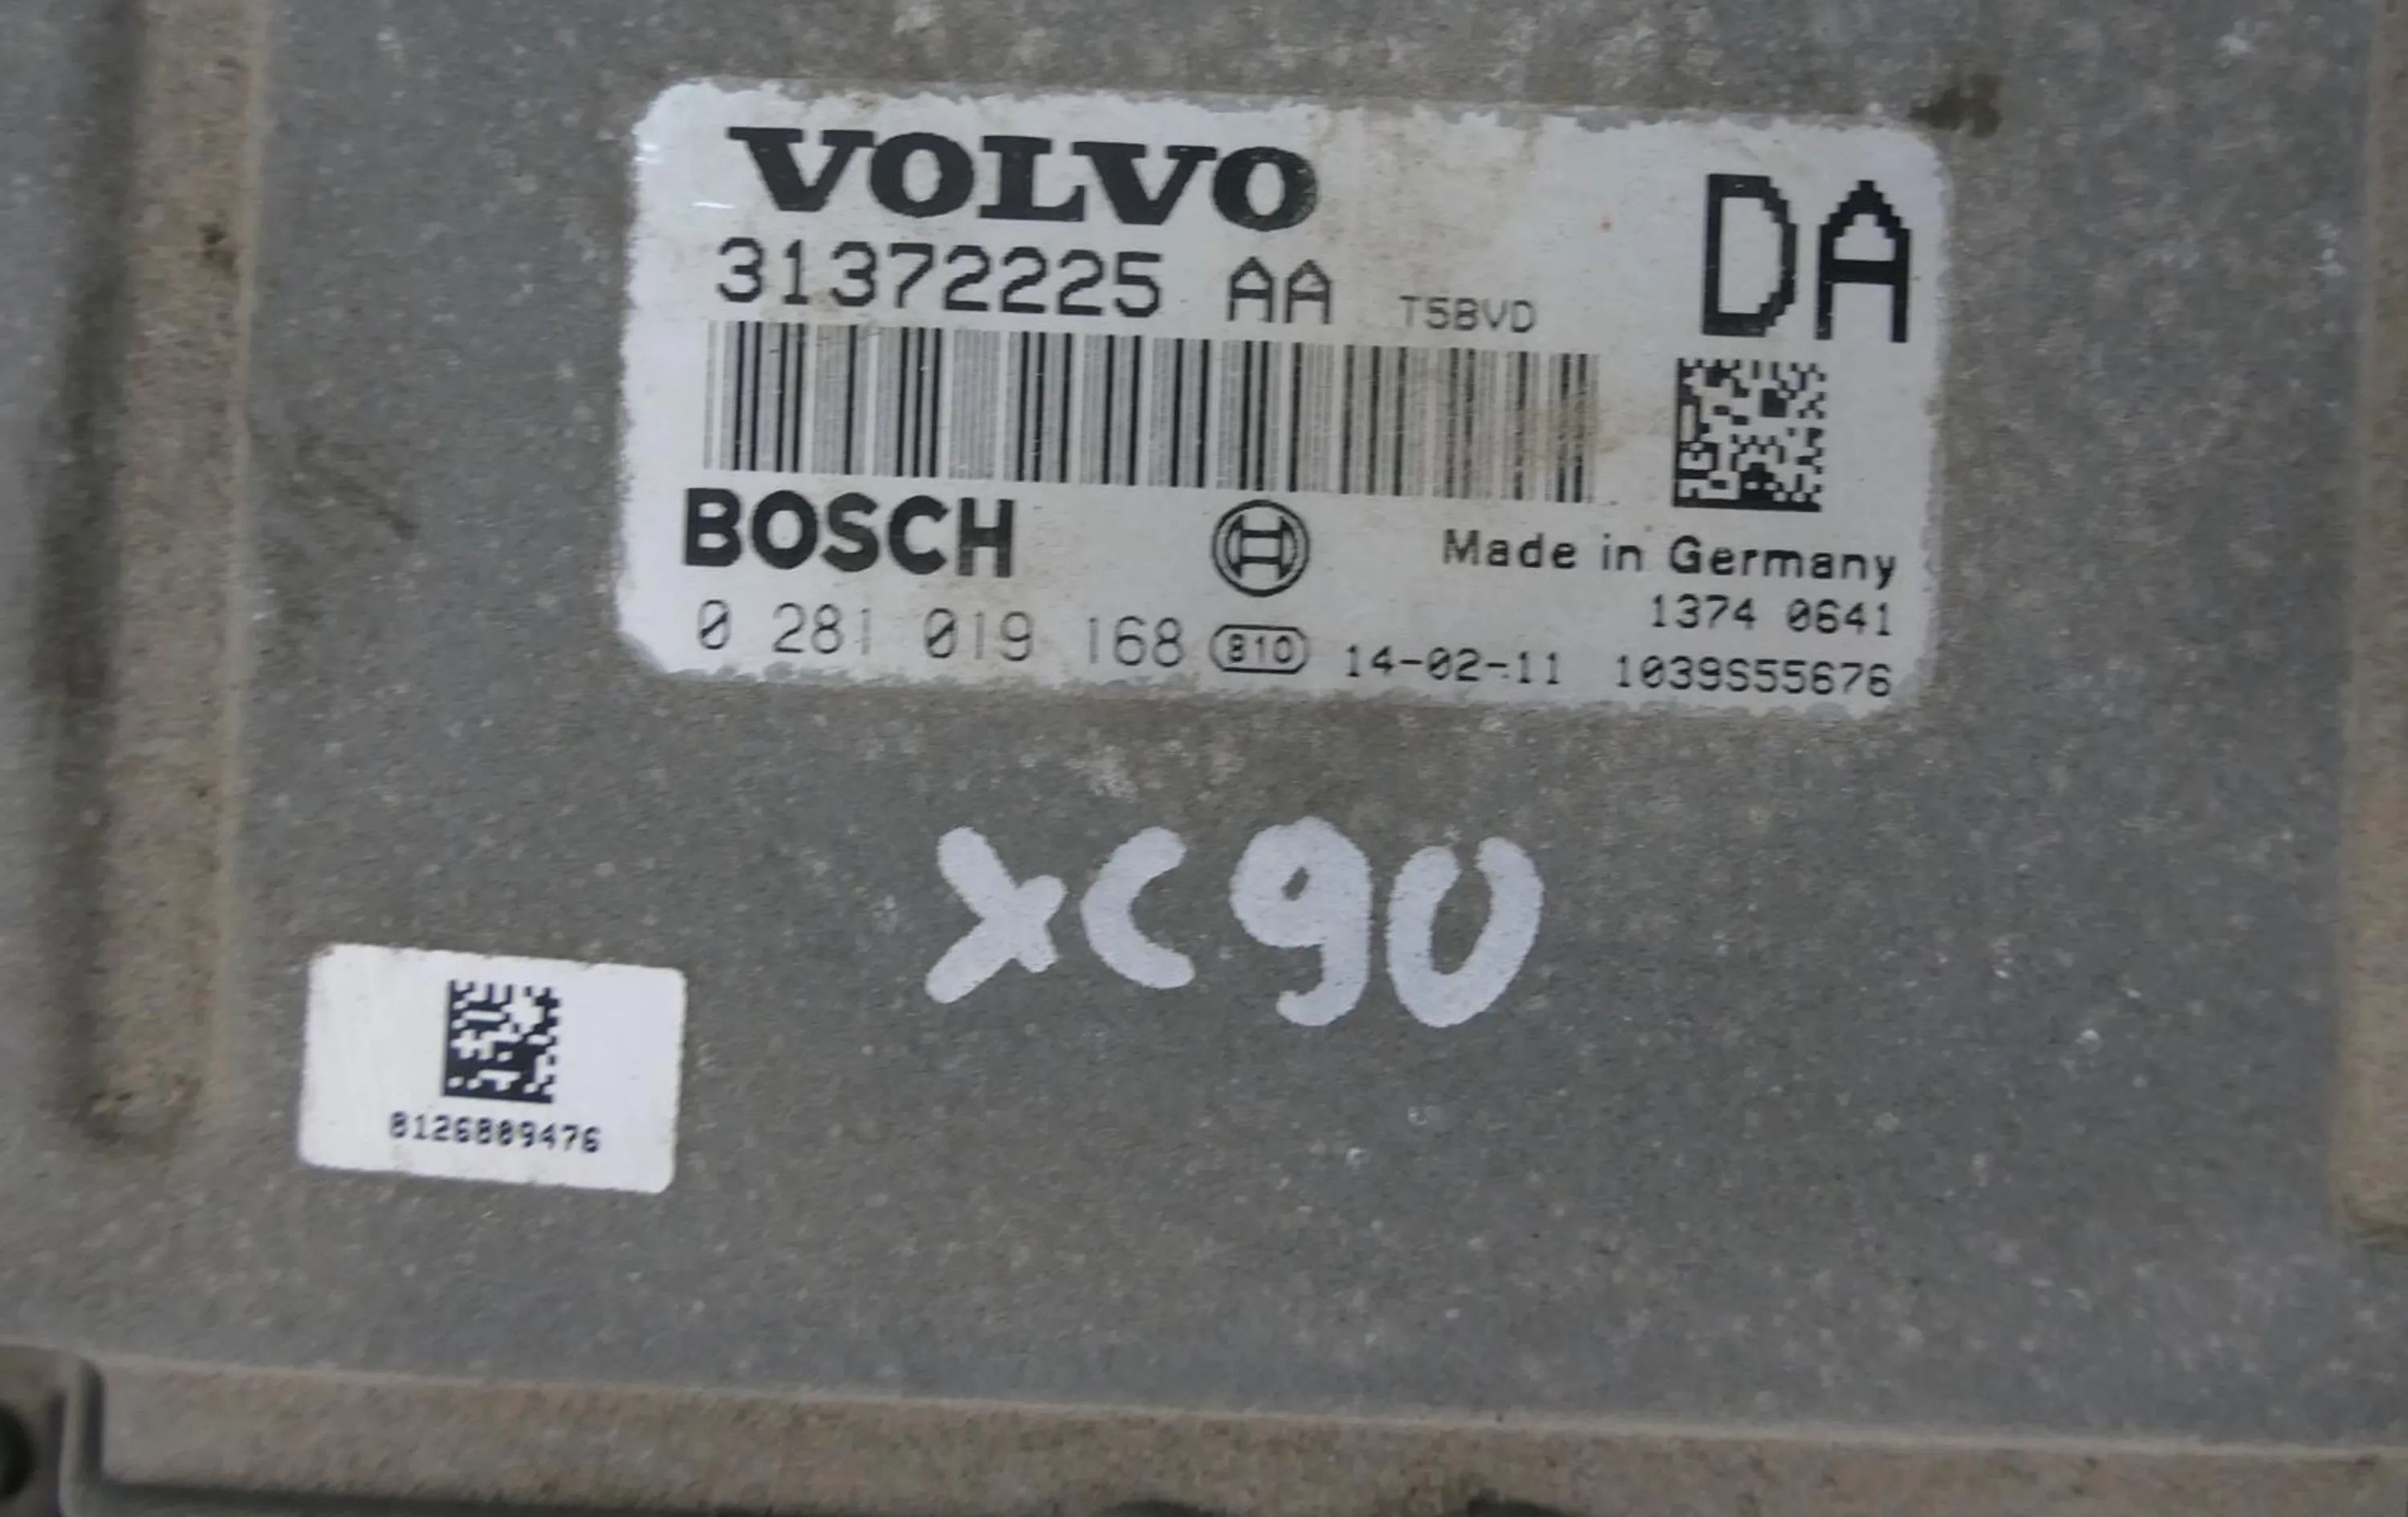 VOLVO
DA
31372225 AA T5BVD
BOSCH
Made in Germany
1374 0641
0 281 019 168 810 14-02-11 1039S55676
xc90
8126809476